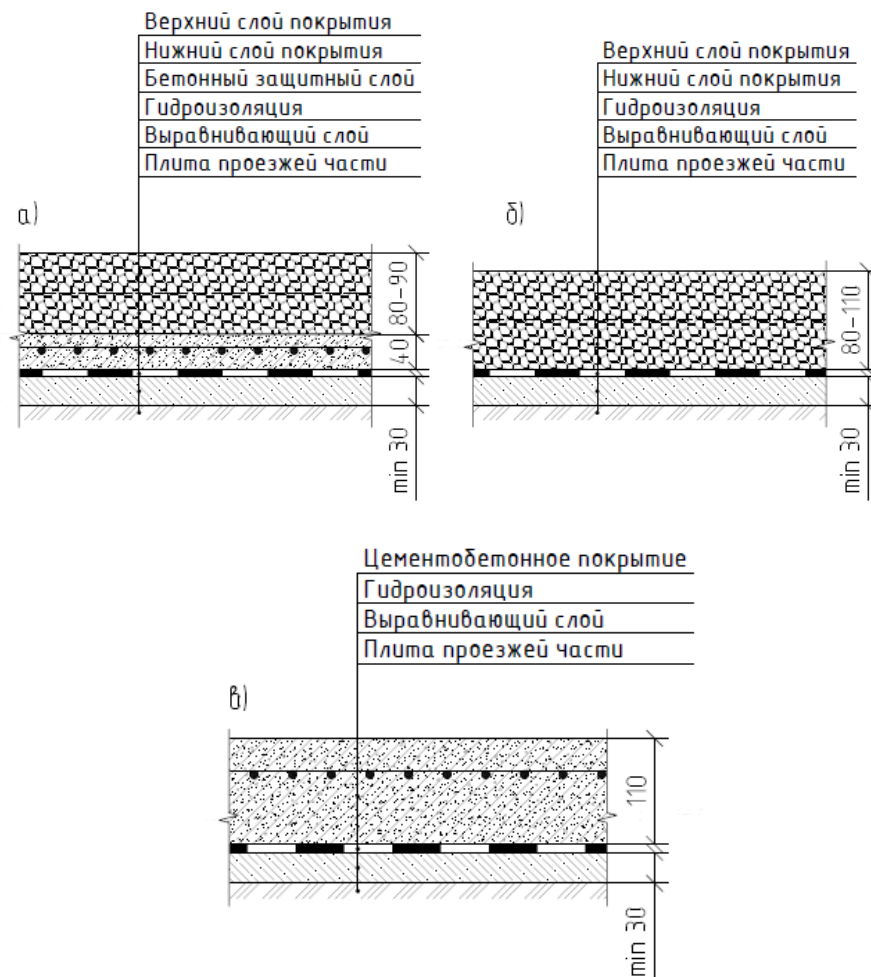 Верхний слой покрытия
Нижний слой покрытия
Бетонный защитный слой
Гидроизоляция
Выравнивающий слой
Плита проезжей части
а)
80-90
40
min 30
Верхний слой покрытия
Нижний слой покрытия
Гидроизоляция
Выравнивающий слой
Плита проезжей части
б)
80-110
min 30
Цементобетонное покрытие
Гидроизоляция
Выравнивающий слой
Плита проезжей части
в)
110
min 30